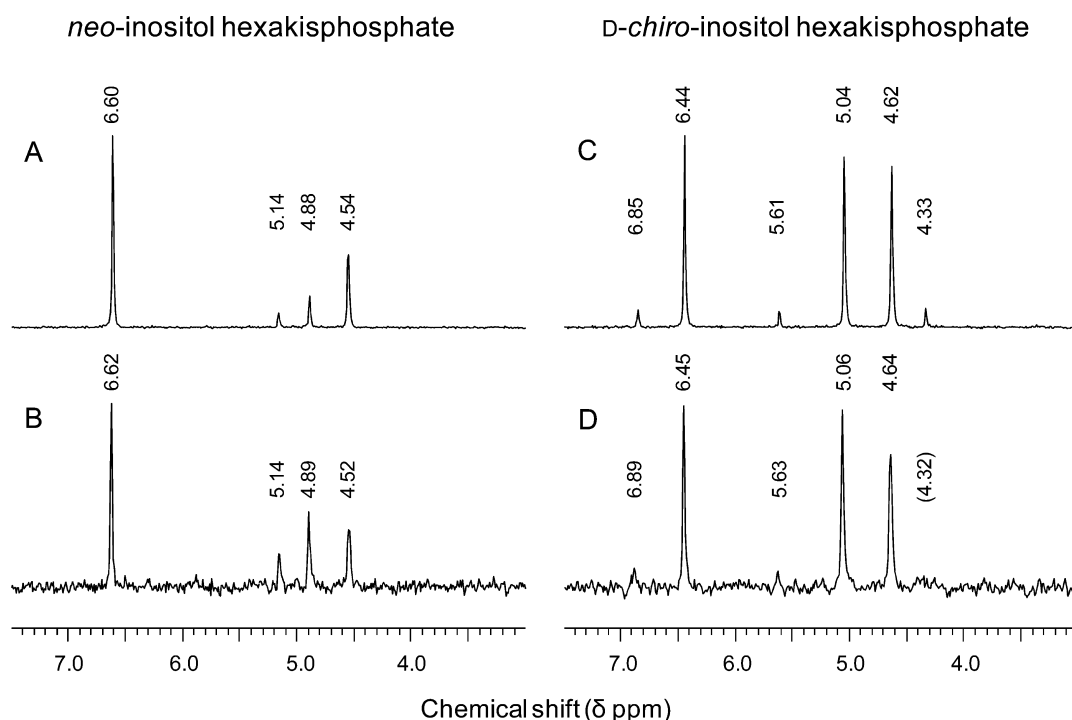 neo-inositol hexakisphosphate
D-chiro-inositol hexakisphosphate
A
6.60
5.14
4.88
4.54
C
6.85
6.44
5.61
5.04
4.62
4.33
B
6.62
5.14
4.89
4.52
D
6.89
6.45
5.63
5.06
4.64
(4.32)
7.0 6.0 5.0 4.0
7.0 6.0 5.0 4.0
Chemical shift (δ ppm)